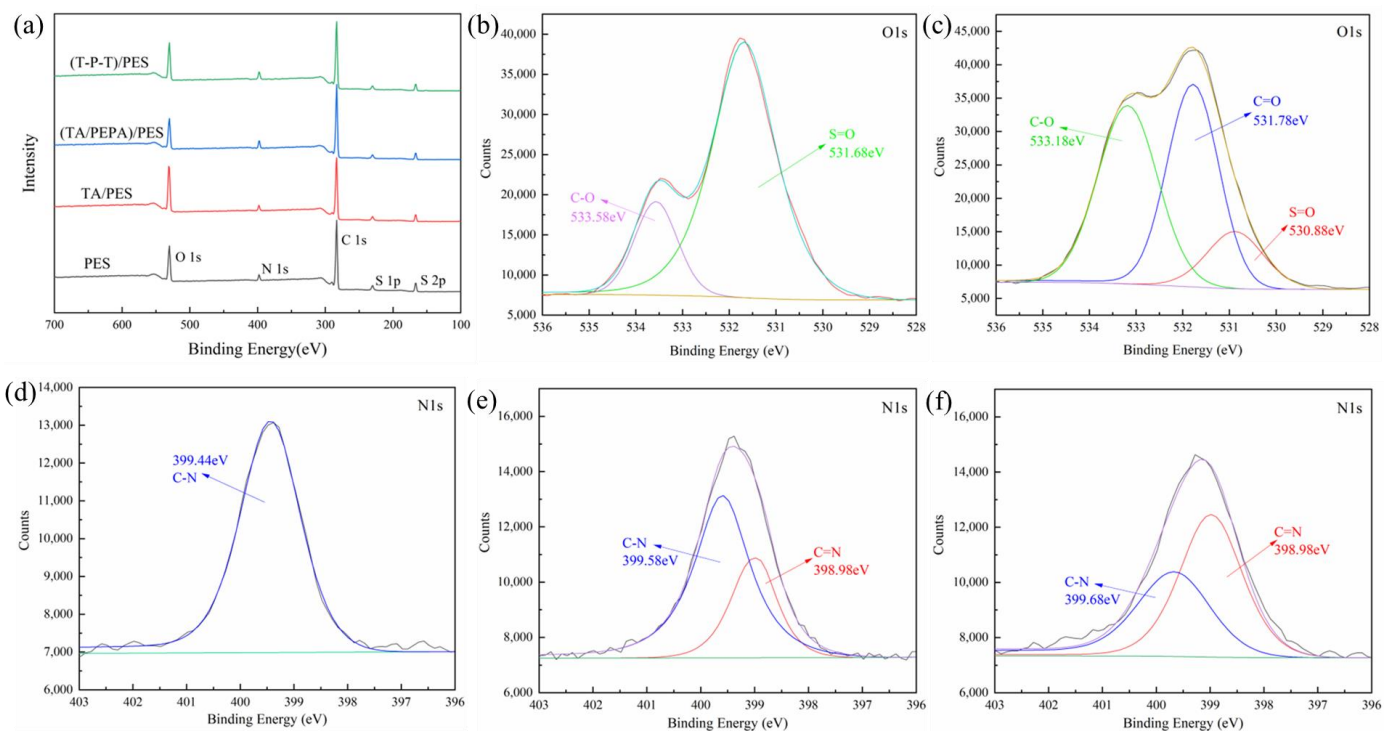 (a)
(T-P-T)/PES
(TA/PEPA)/PES
TA/PES
PES
O 1s
N 1s
C 1s
S 1p
S 2p
Intensity
700
600
500
400
300
200
100
Binding Energy(eV)
(b)
O1s
40,000
35,000
30,000
25,000
20,000
15,000
10,000
5,000
Counts
S=O
531.68eV
C-O
533.58eV
536
535
534
533
532
531
530
529
528
Binding Energy (eV)
(c)
O1s
45,000
40,000
35,000
30,000
25,000
20,000
15,000
10,000
5,000
Counts
C-O
533.18eV
C=O
531.78eV
S=O
530.88eV
536
535
534
533
532
531
530
529
528
Binding Energy (eV)
(d)
N1s
14,000
13,000
12,000
11,000
10,000
9,000
8,000
7,000
6,000
Counts
399.44eV
C-N
403
402
401
400
399
398
397
396
Binding Energy (eV)
(e)
N1s
16,000
14,000
12,000
10,000
8,000
6,000
Counts
C-N
399.58eV
C=N
398.98eV
403
402
401
400
399
398
397
396
Binding Energy (eV)
(f)
N1s
16,000
14,000
12,000
10,000
8,000
6,000
Counts
C-N
399.68eV
C=N
398.98eV
403
402
401
400
399
398
397
396
Binding Energy (eV)